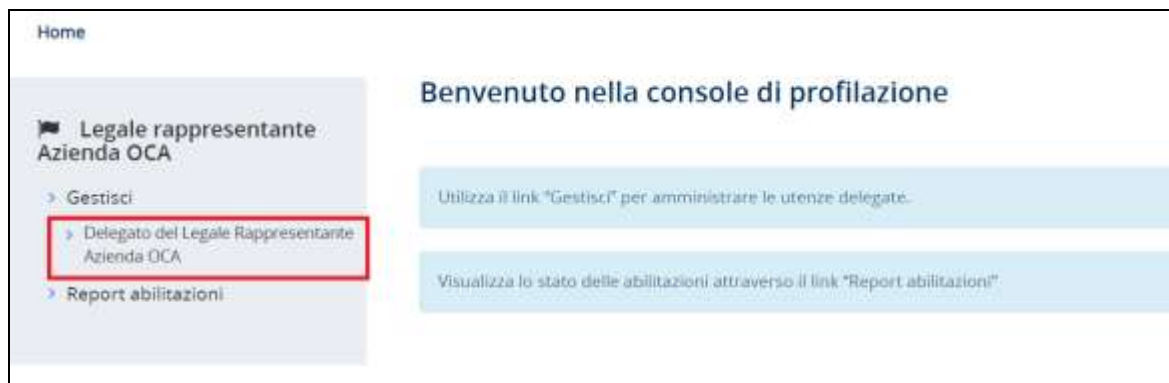 Home
Legale rappresentante
Azienda OCA
Gestisci
Delegato del Legale Rappresentante
Azienda OCA
Report abilitazioni
Benvenuto nella console di profilazione
Utilizza il link "Gestisci" per amministrare le utenze delegate.
Visualizza lo stato delle abilitazioni attraverso il link "Report abilitazioni"